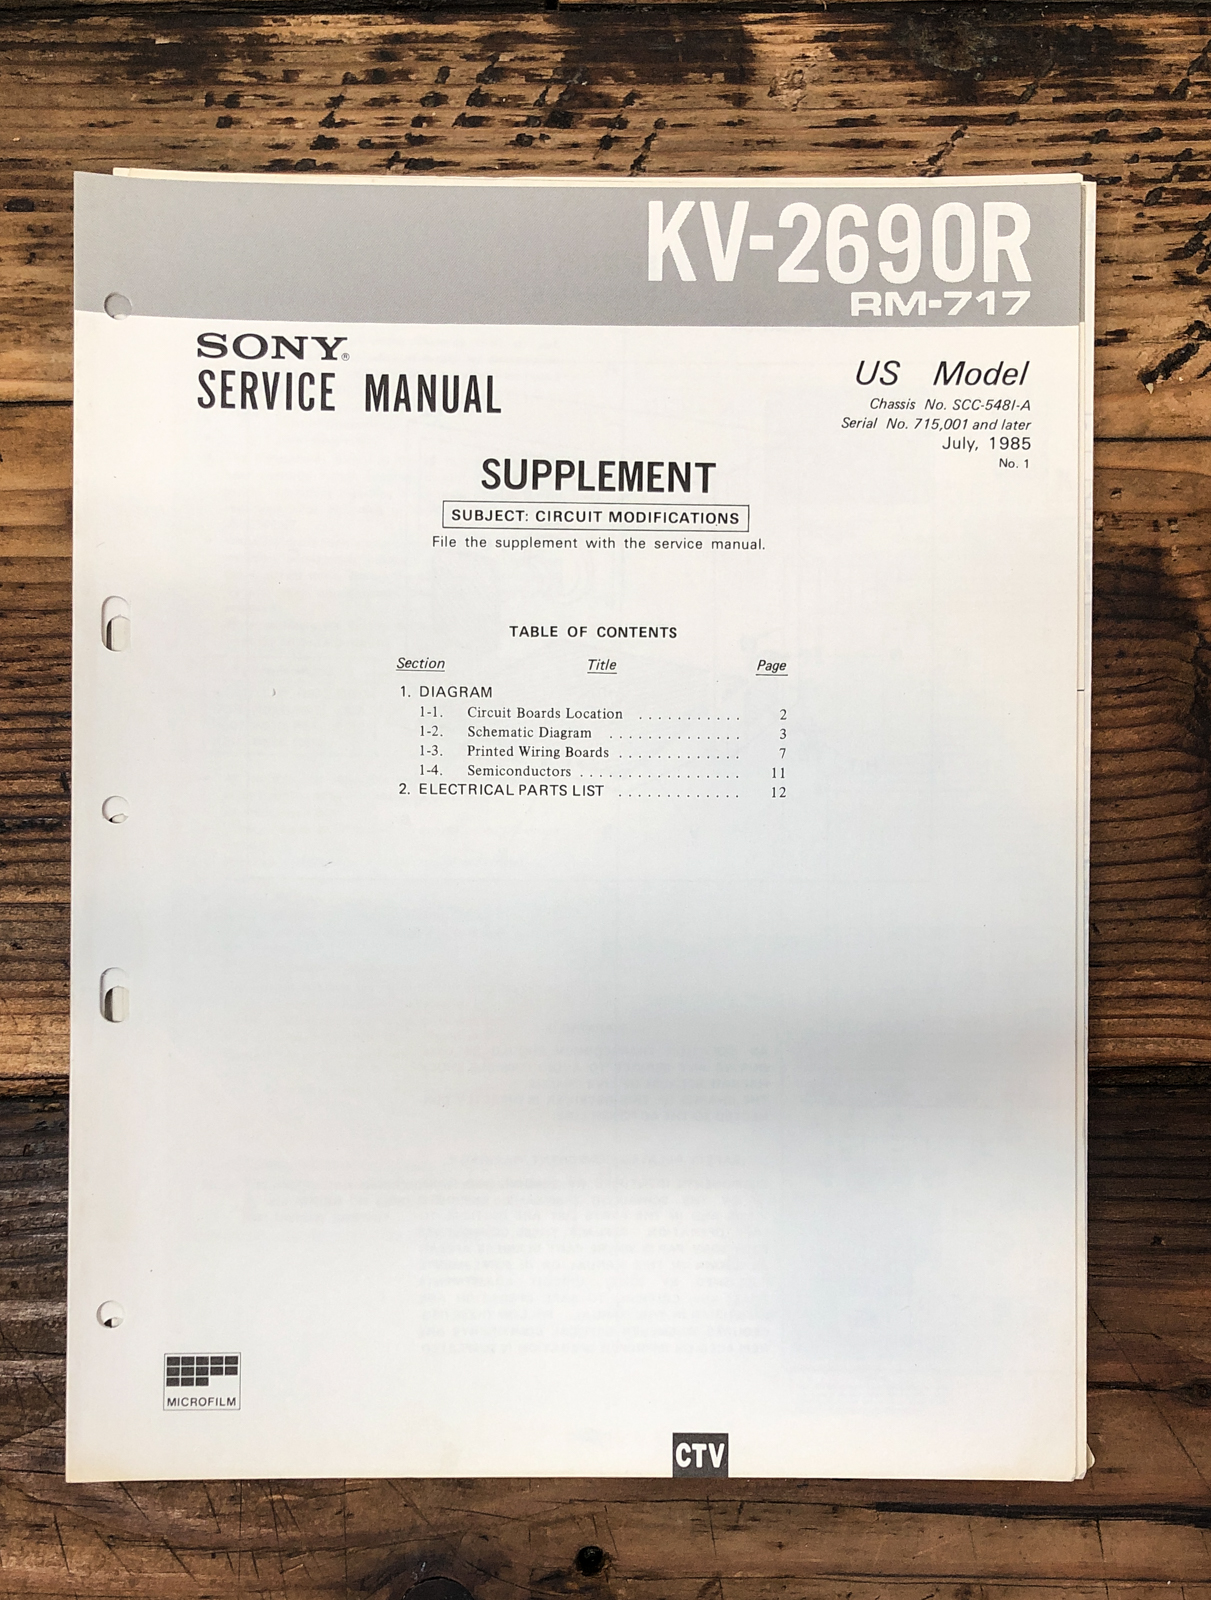 KV-2690R
RM-717
SONY®
SERVICE MANUAL
US Model
Chassis No. SCC-548I-A
Serial No. 715,001 and later
July, 1985
No. 1
SUPPLEMENT
SUBJECT: CIRCUIT MODIFICATIONS
File the supplement with the service manual.
TABLE OF CONTENTS
Section Title Page
1. DIAGRAM
1-1. Circuit Boards Location ........... 2
1-2. Schematic Diagram .............. 3
1-3. Printed Wiring Boards ............. 7
1-4. Semiconductors ................. 11
2. ELECTRICAL PARTS LIST ............. 12
MICROFILM
CTV